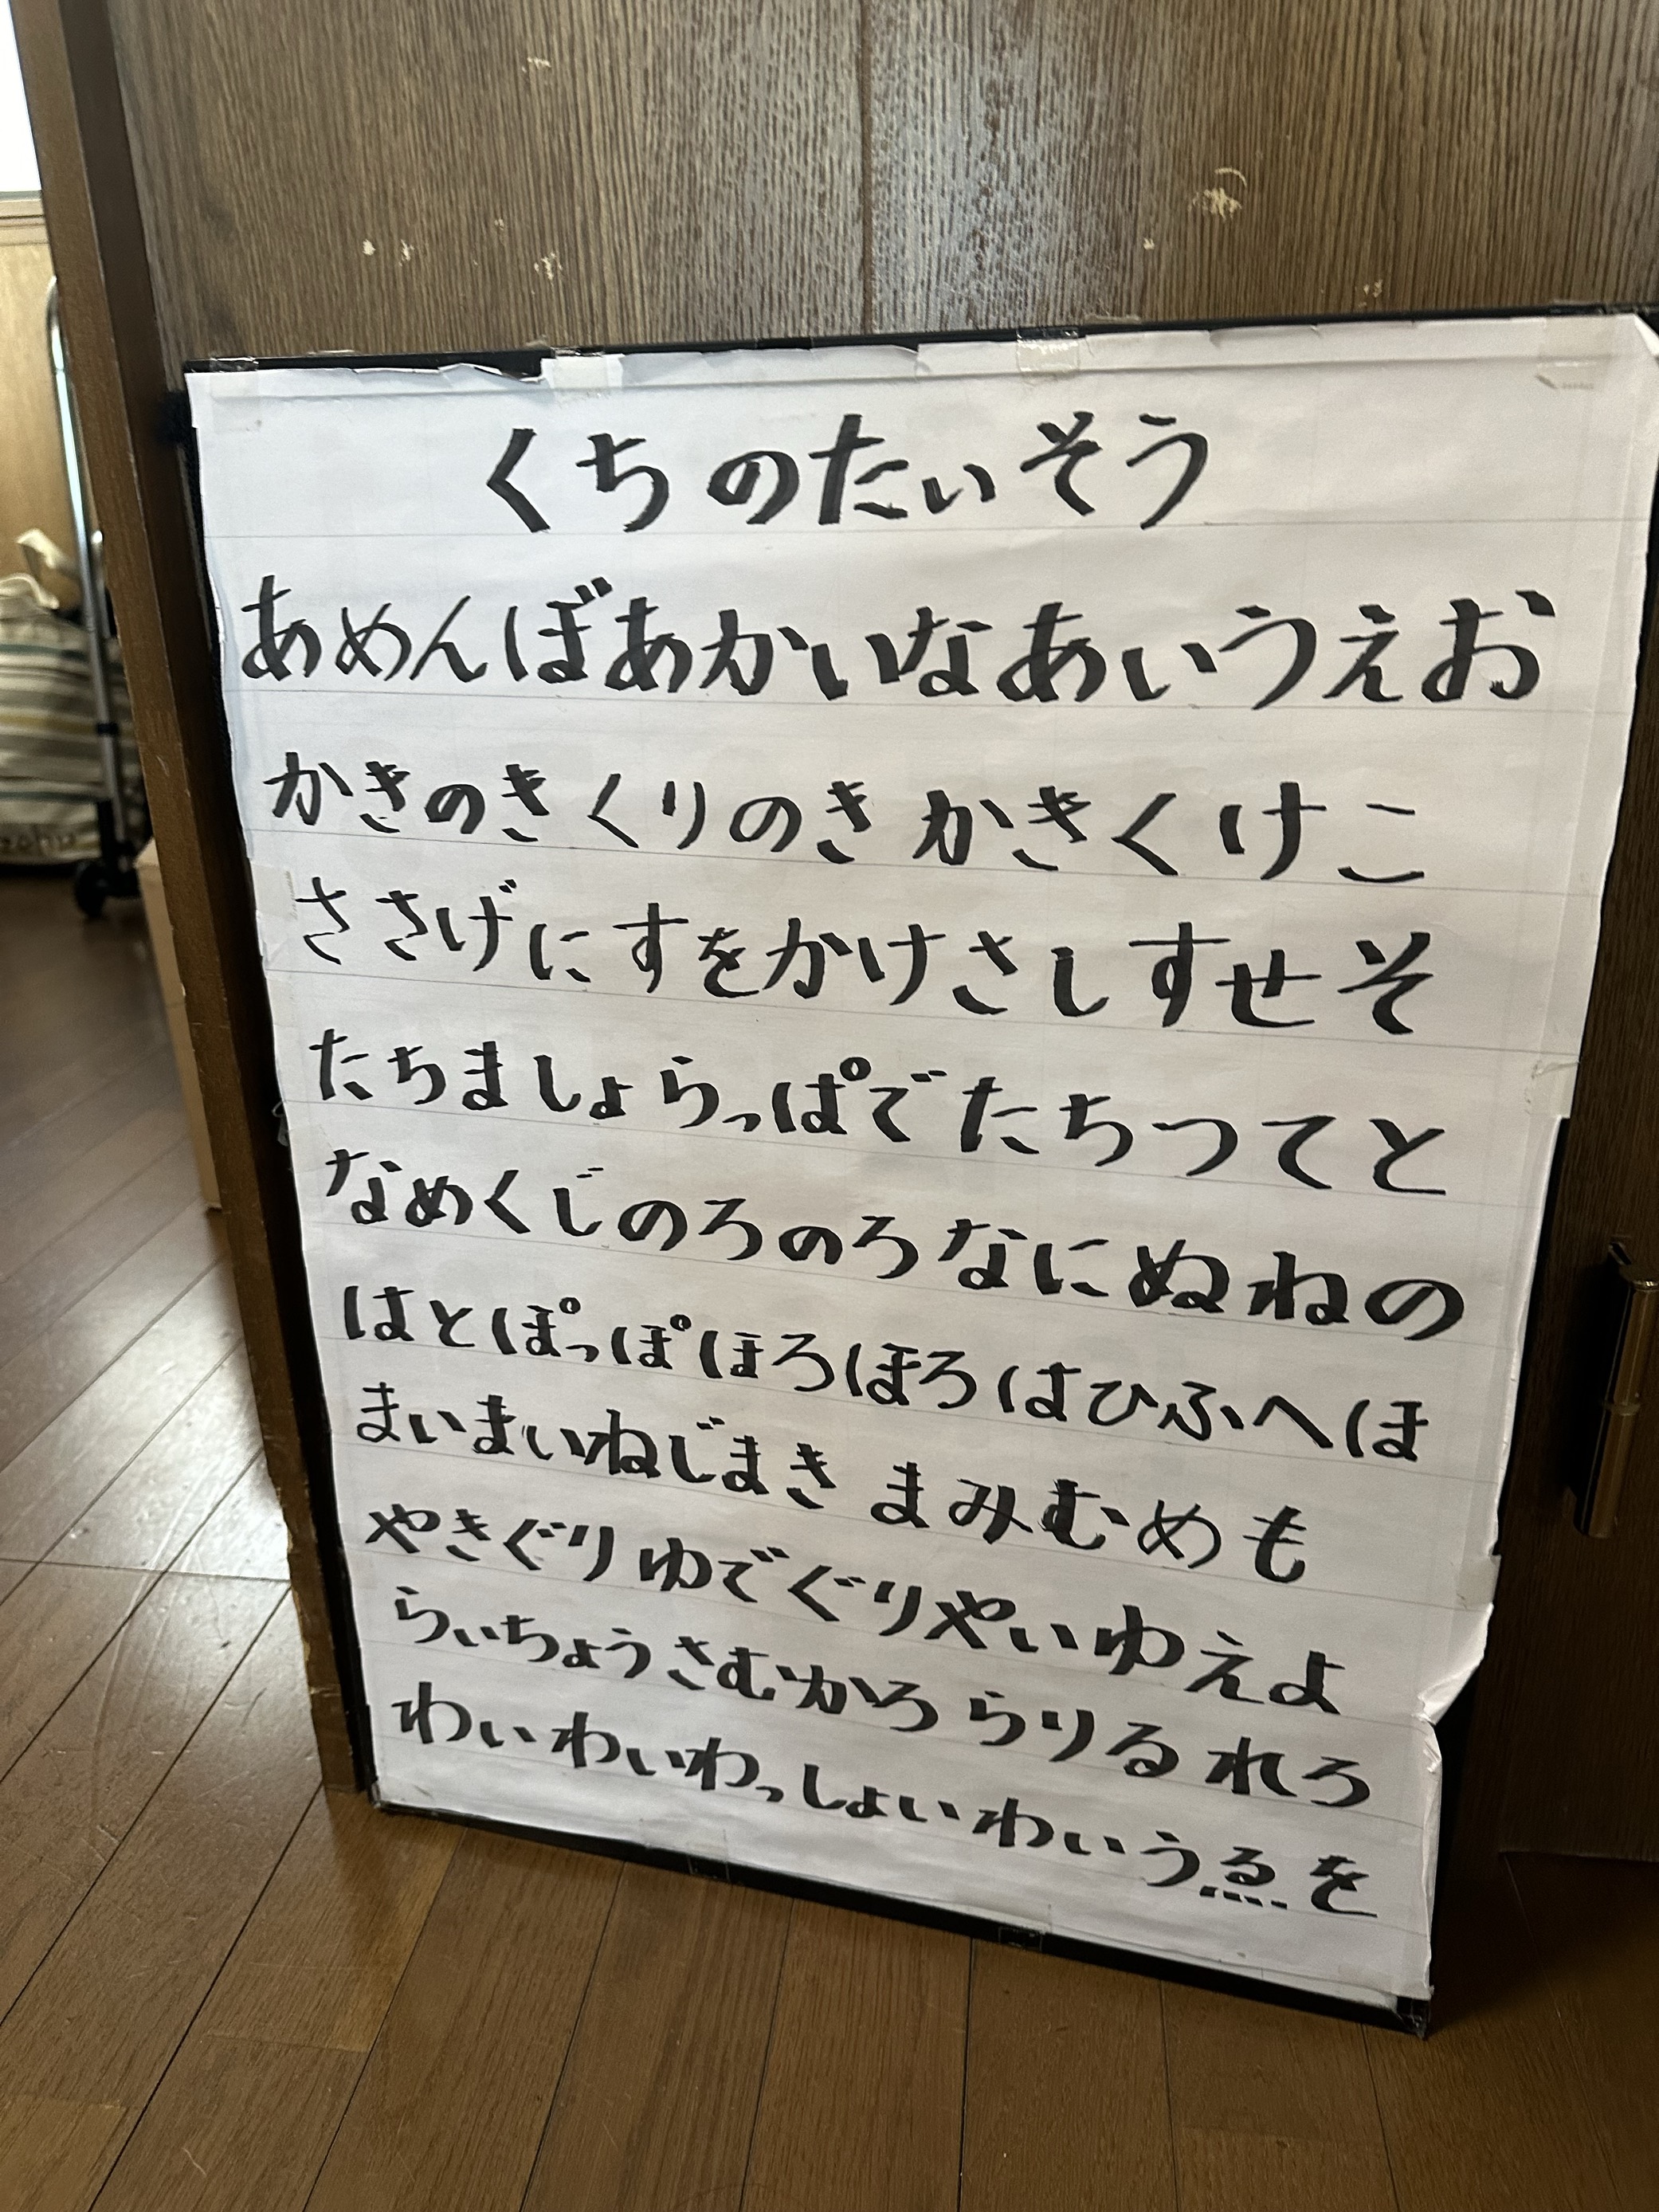 くちのたいそう
あめんぼあかいなあいうえお
かきのきくりのき かきくけこ
ささげにすをかけさしすせそ
たちましょらっぱでたちつてと
なめくじのろのろなにぬねの
はとぽっぽほろほろはひふへほ
まいまいねじまき まみむめも
やきぐりゆでぐりやいゆえよ
らいちょうさむかろ らりるれろ
わいわいわっしょいわいうゑを